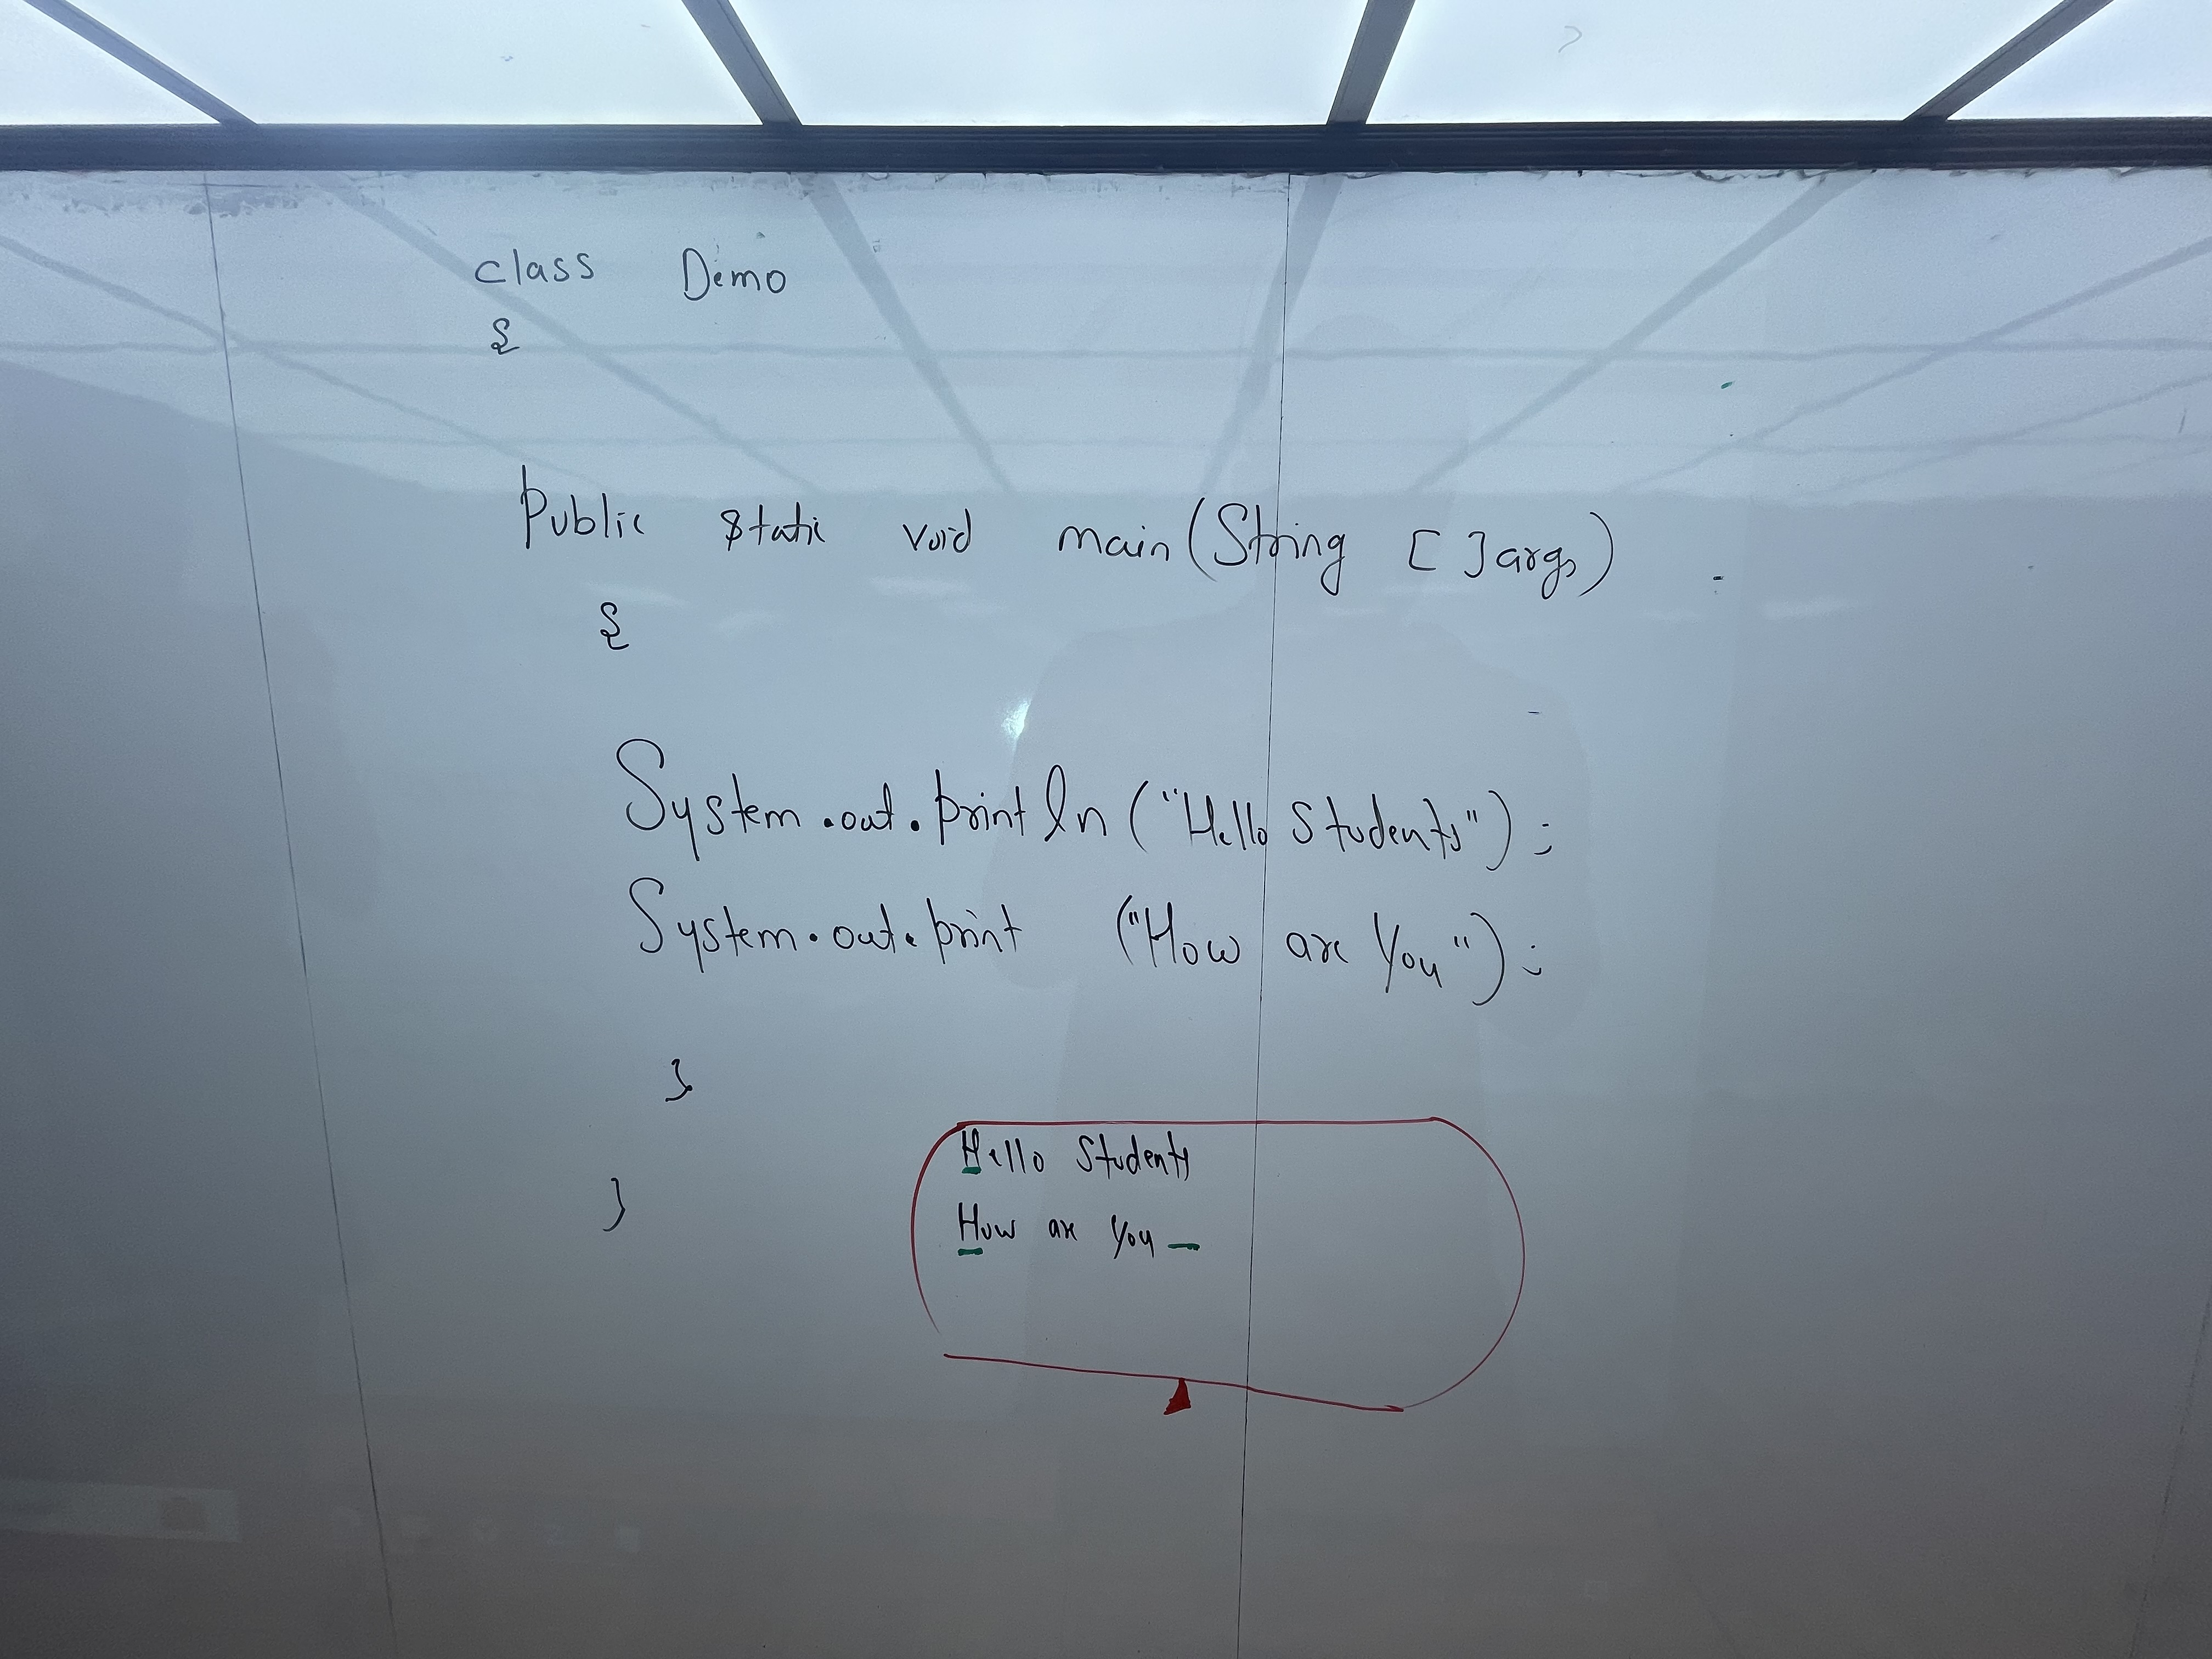 class Demo
{
Public static void main(String [ ]args)
{
System.out.println("Hello Students");
System.out.print ("How are You");
}
}
Hello Students
How are You _